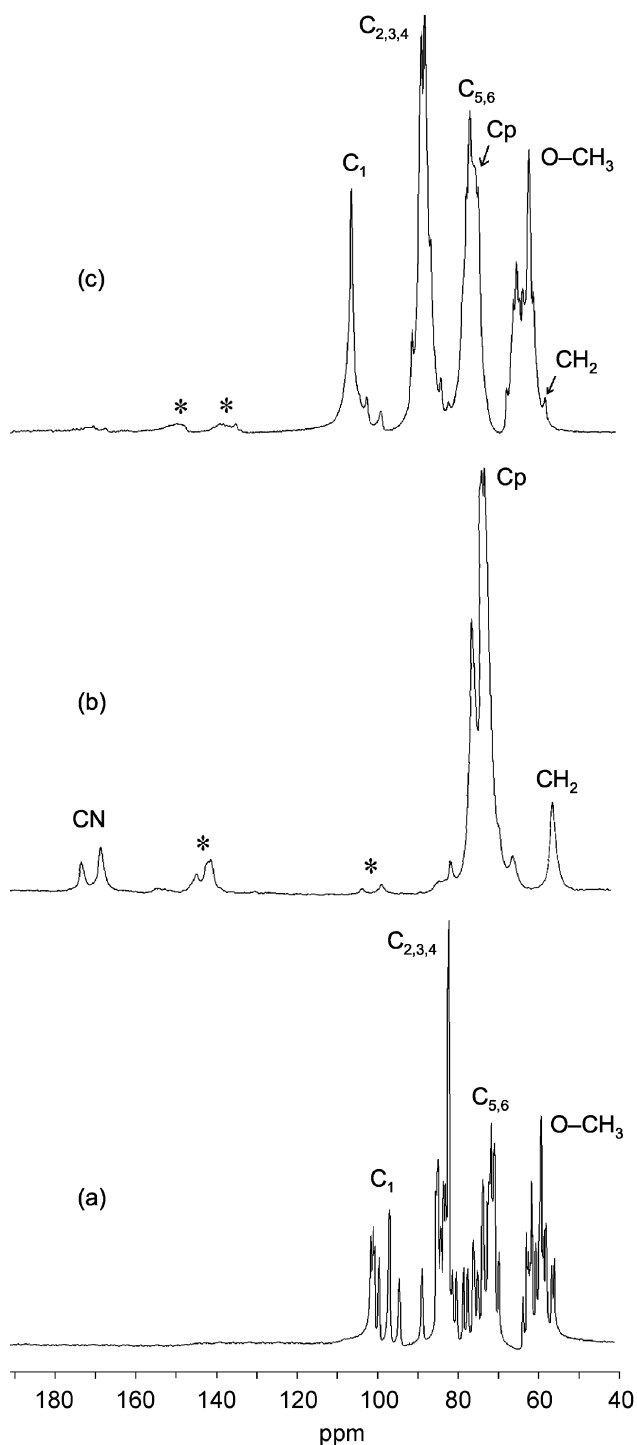 C₂,₃,₄
C₅,₆
Cp
O–CH₃
C₁
(c)
CH₂
* *
Cp
(b)
CH₂
CN
*
*
C₂,₃,₄
C₅,₆
O–CH₃
C₁
(a)
180 160 140 120 100 80 60 40
ppm